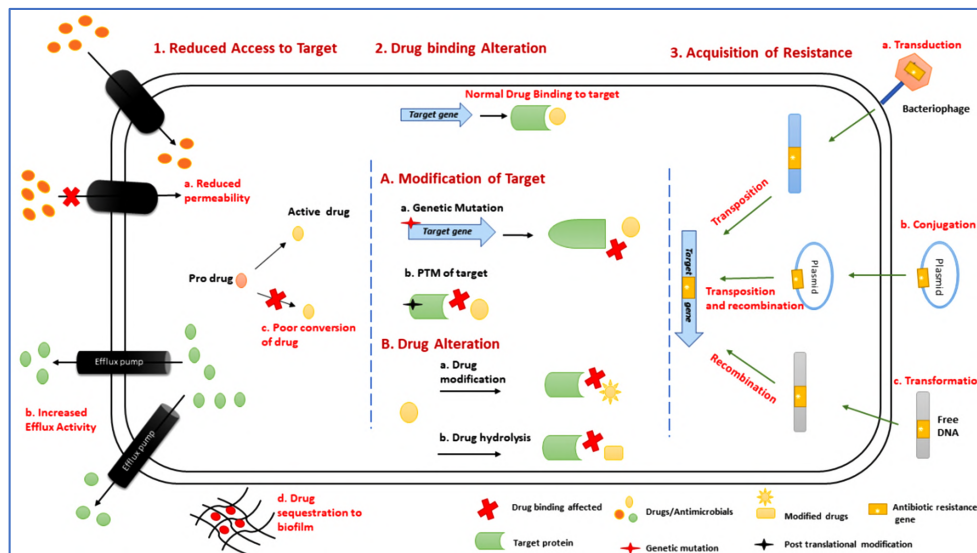 1. Reduced Access to Target
2. Drug binding Alteration
3. Acquisition of Resistance
a. Transduction
Bacteriophage
Normal Drug Binding to target
Target gene
a. Reduced
permeability
Active drug
Pro drug
c. Poor conversion
of drug
Efflux pump
b. Increased
Efflux Activity
Efflux pump
d. Drug
sequestration to
biofilm
A. Modification of Target
a. Genetic Mutation
Target gene
b. PTM of target
B. Drug Alteration
a. Drug
modification
b. Drug hydrolysis
Transposition
b. Conjugation
Target gene
Plasmid
Plasmid
Transposition
and recombination
Recombination
c. Transformation
Free
DNA
Drug binding affected
Drugs/Antimicrobials
Modified drugs
Antibiotic resistance
gene
Target protein
Genetic mutation
Post translational modification